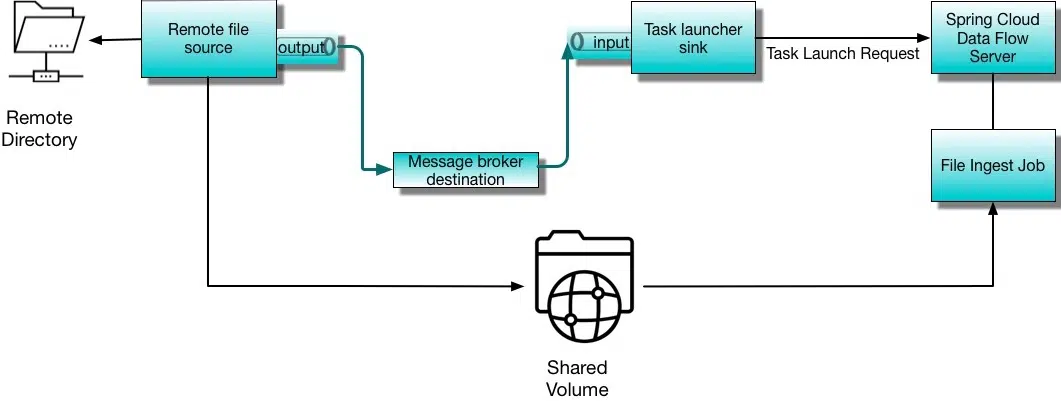 Remote file
source
output
input
Task launcher
sink
Task Launch Request
Spring Cloud
Data Flow
Server
Remote
Directory
Message broker
destination
File Ingest Job
Shared
Volume